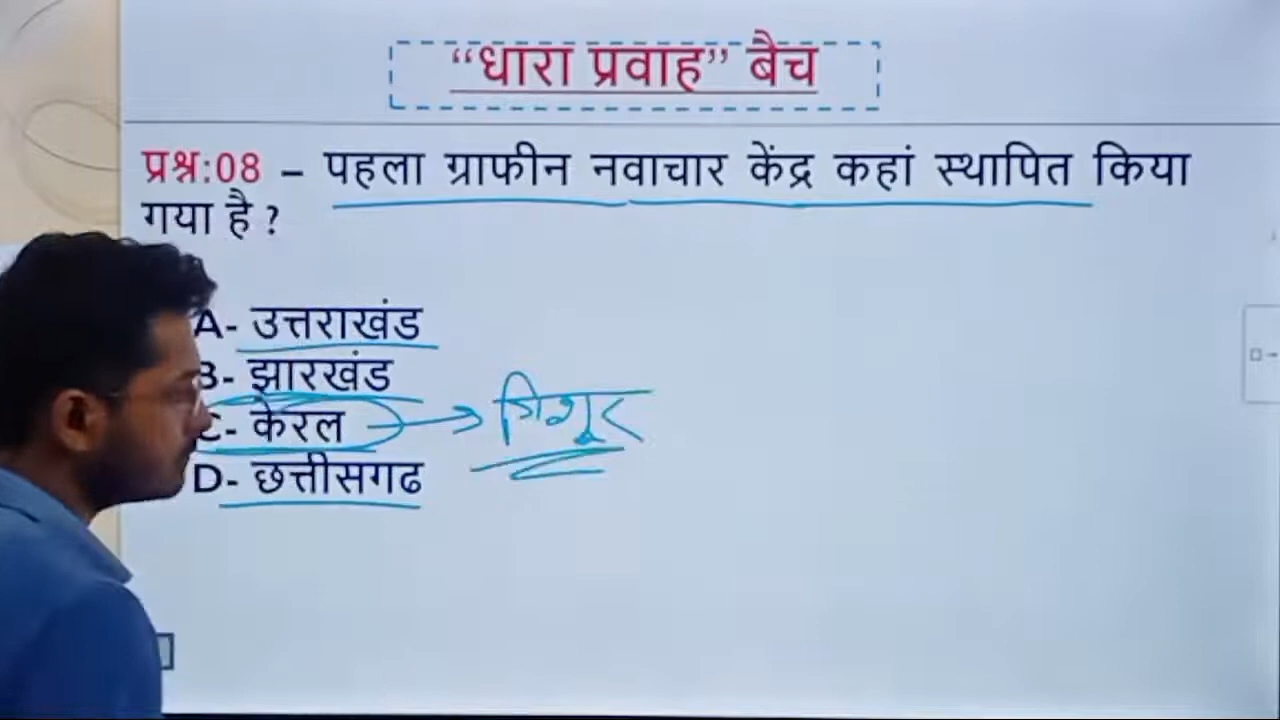 “धारा प्रवाह” बैच
प्रश्न:08 – पहला ग्राफीन नवाचार केंद्र कहां स्थापित किया
गया है ?
A- उत्तराखंड
B- झारखंड
C- केरल
D- छत्तीसगढ